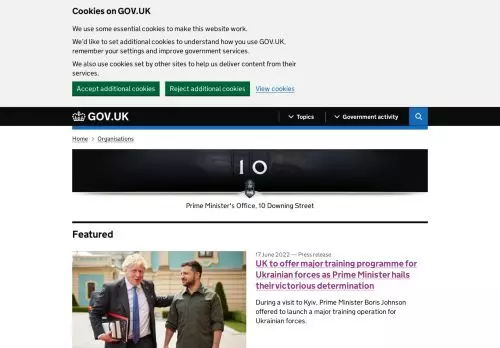 Cookies on GOV.UK
We use some essential cookies to make this website work.
We'd like to set additional cookies to understand how you use GOV.UK,
remember your settings and improve government services.
We also use cookies set by other sites to help us deliver content from their
services.
Accept additional cookies
Reject additional cookies
View cookies
GOV.UK
Topics
Government activity
Home
Organisations
10
Prime Minister's Office, 10 Downing Street
Featured
17 June 2022 — Press release
UK to offer major training programme for
Ukrainian forces as Prime Minister hails
their victorious determination
During a visit to Kyiv, Prime Minister Boris Johnson
offered to launch a major training operation for
Ukrainian forces.